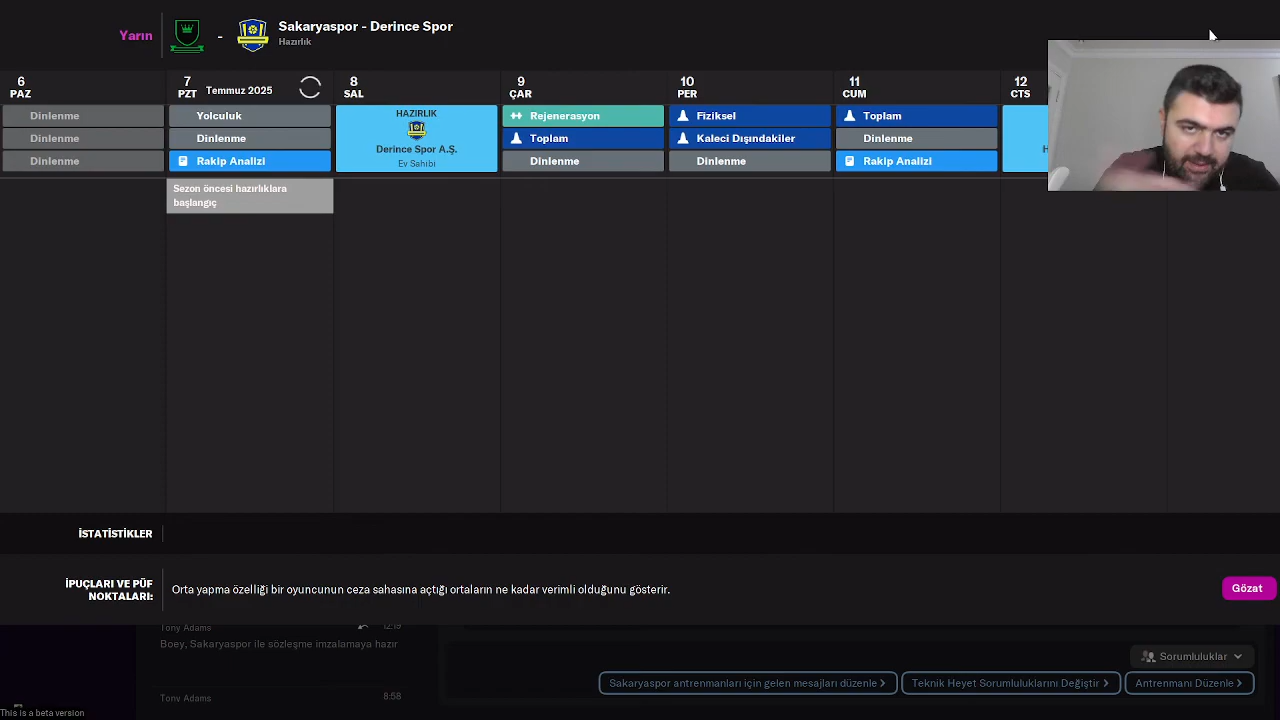 Yarın
-
Sakaryaspor - Derince Spor
Hazırlık
6
PAZ
7
PZT
Temmuz 2025
8
SAL
9
ÇAR
10
PER
11
CUM
12
CTS
Dinlenme
Dinlenme
Dinlenme
Yolculuk
Dinlenme
Rakip Analizi
Sezon öncesi hazırlıklara
başlangıç
HAZIRLIK
Derince Spor A.Ş.
Ev Sahibi
Rejenerasyon
Toplam
Dinlenme
Fiziksel
Kaleci Dışındakiler
Dinlenme
Toplam
Dinlenme
Rakip Analizi
İSTATİSTİKLER
İPUÇLARI VE PÜF
NOKTALARI:
Orta yapma özelliği bir oyuncunun ceza sahasına açtığı ortaların ne kadar verimli olduğunu gösterir.
Gözat
Tony Adams
12:19
Boey, Sakaryaspor ile sözleşme imzalamaya hazır
Tony Adams
8:58
Sorumluluklar
Sakaryaspor antrenmanları için gelen mesajları düzenle
Teknik Heyet Sorumluluklarını Değiştir
Antrenmanı Düzenle
This is a beta version